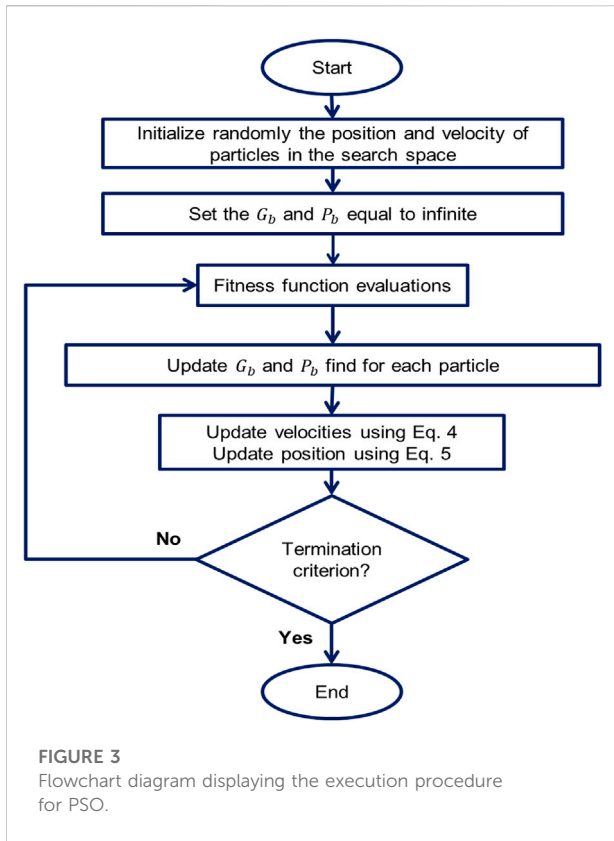 Start
Initialize randomly the position and velocity of
particles in the search space
Set the G_b and P_b equal to infinite
Fitness function evaluations
Update G_b and P_b find for each particle
Update velocities using Eq. 4
Update position using Eq. 5
No
Termination
criterion?
Yes
End
FIGURE 3
Flowchart diagram displaying the execution procedure
for PSO.